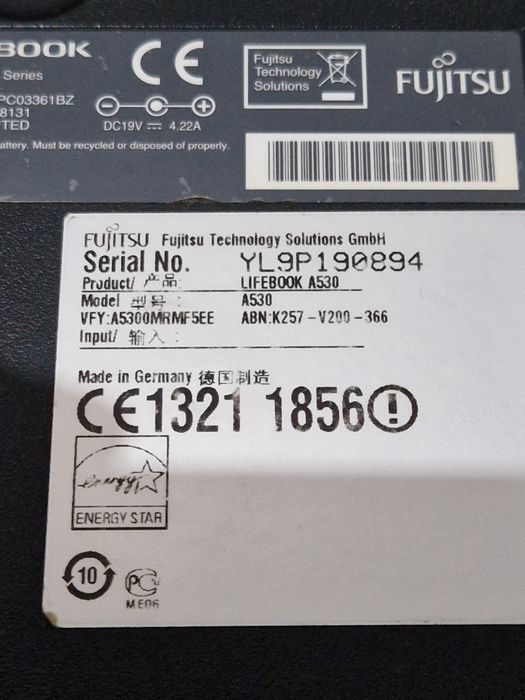 BOOK
Series
PC03361BZ
8131
TED
DC19V 4,22A
attery. Must be recycled or disposed of properly.
Fujitsu
Technology
Solutions
FUJITSU
FUJITSU Fujitsu Technology Solutions GmbH
Serial No. YL9P190894
Product/ 产品: LIFEBOOK A530
Model 型号: A530
VFY:A5300MRMF5EE ABN:K257-V200-366
Input/ 输入:
Made in Germany 德国制造
CE1321 1856
energy
ENERGY STAR
10
PC
ME06